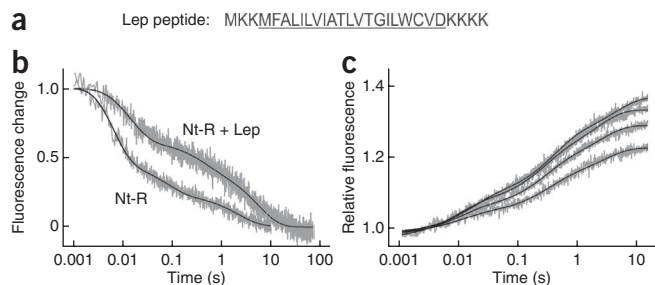 a Lep peptide: MKKMFALILVIATLVTGILWCVDKKKK
b
Fluorescence change
1.0
0.5
0
Nt-R + Lep
Nt-R
0.001 0.01 0.1 1 10 100
Time (s)
c
Relative fluorescence
1.4
1.2
1.0
0.001 0.01 0.1 1 10
Time (s)